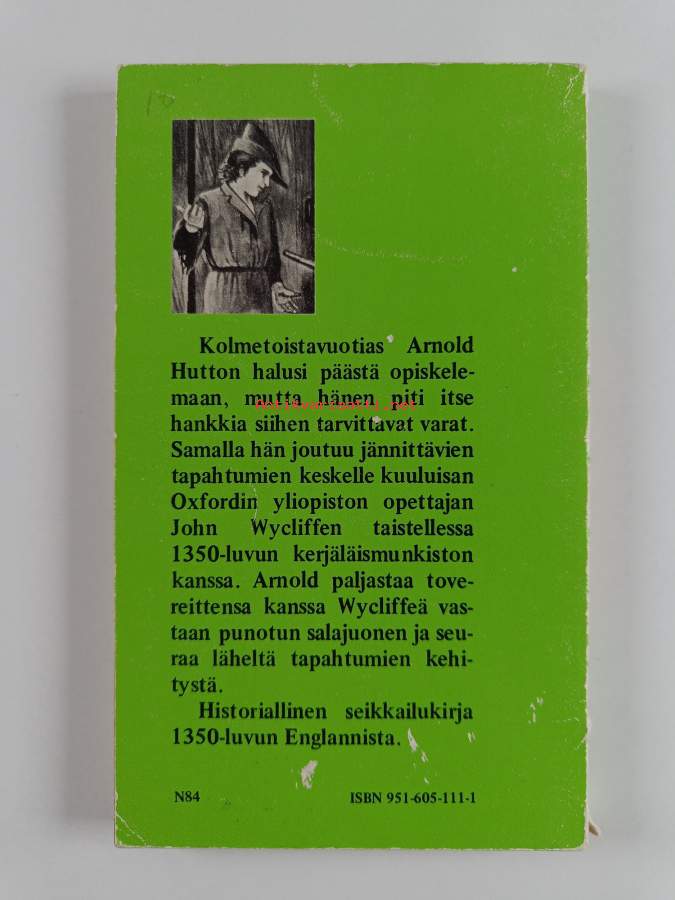 18
Kolmetoistavuotias Arnold
Hutton halusi päästä opiskele-
maan, mutta hänen piti itse
Antikvariaatti.net
hankkia siihen tarvittavat varat.
Samalla hän joutuu jännittävien
tapahtumien keskelle kuuluisan
Oxfordin yliopiston opettajan
John Wycliffen taistellessa
1350-luvun kerjäläismunkiston
kanssa. Arnold paljastaa tove-
reittensa kanssa Wycliffeä vas-
taan punotun salajuonen ja seu-
raa läheltä tapahtumien kehi-
tystä.
Historiallinen seikkailukirja
1350-luvun Englannista.
N84
ISBN 951-605-111-1